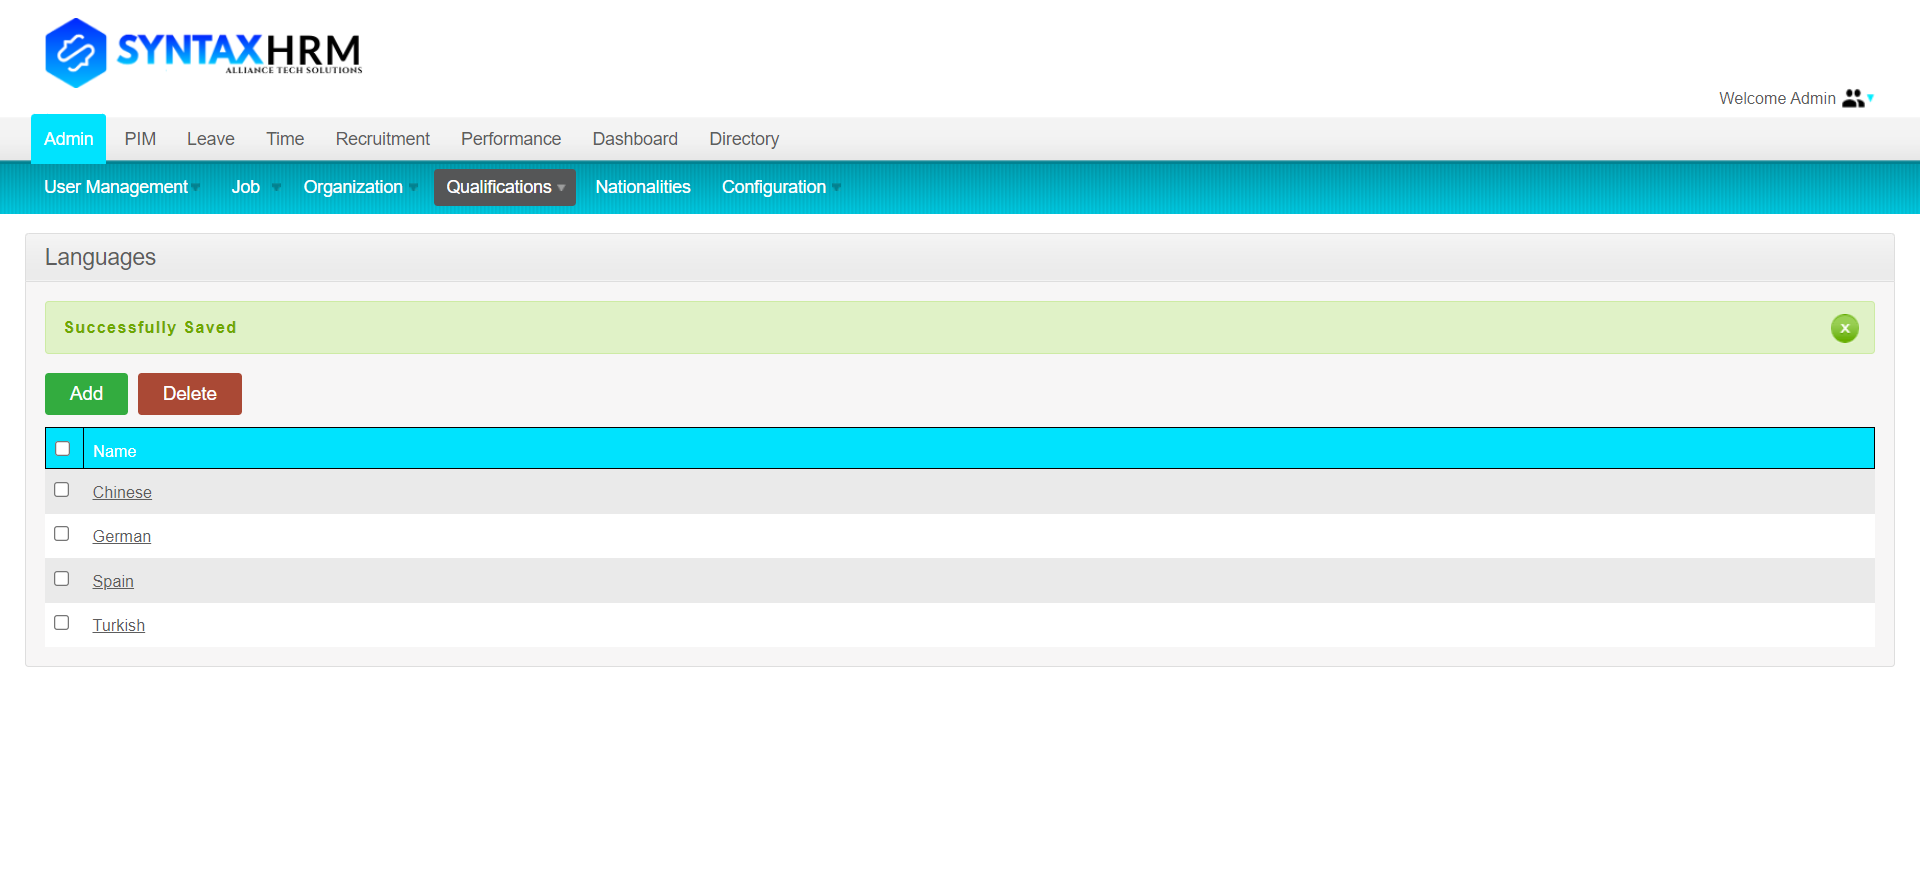 SYNTAXHRM
ALLIANCE TECH SOLUTIONS
Welcome Admin
Admin PIM Leave Time Recruitment Performance Dashboard Directory
User Management Job Organization Qualifications Nationalities Configuration
Languages
Successfully Saved
x
Add Delete
Name
Chinese
German
Spain
Turkish